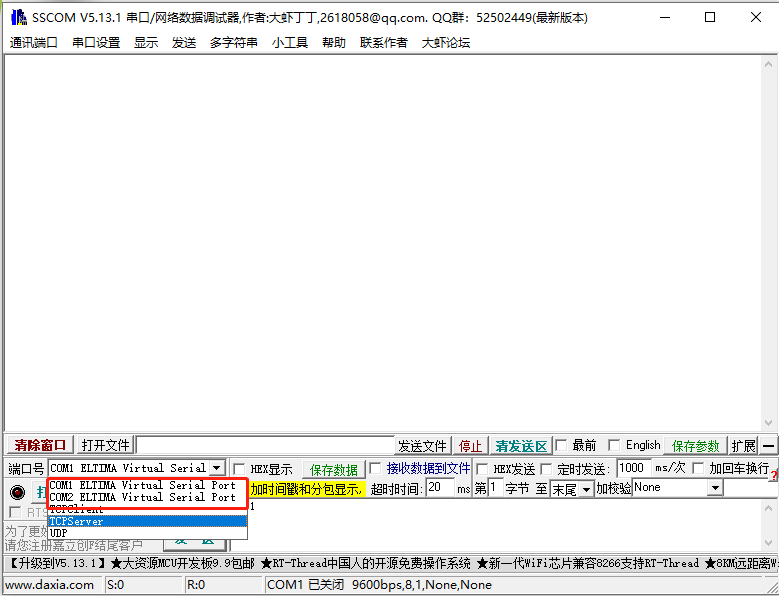 SSCOM V5.13.1 串口/网络数据调试器,作者:大虾丁丁,2618058@qq.com. QQ群：52502449(最新版本)
通讯端口 串口设置 显示 发送 多字符串 小工具 帮助 联系作者 大虾论坛
清除窗口 打开文件 发送文件 停止 清发送区 最前 English 保存参数 扩展
端口号 COM1 ELTIMA Virtual Serial HEX显示 保存数据 接收数据到文件 HEX发送 定时发送: 1000 ms/次 加回车换行
COM1 ELTIMA Virtual Serial Port
加时间戳和分包显示, 超时时间: 20 ms 第 1 字节 至 末尾 加校验 None
COM2 ELTIMA Virtual Serial Port
RTS
TCPClient
1
TCPServer
为了更好
UDP
请您注册嘉立创F结尾客户 发 送
【升级到V5.13.1】★大资源MCU开发板9.9包邮 ★RT-Thread中国人的开源免费操作系统 ★新一代WiFi芯片兼容8266支持RT-Thread ★8KM远距离
www.daxia.com S:0 R:0 COM1 已关闭 9600bps,8,1,None,None